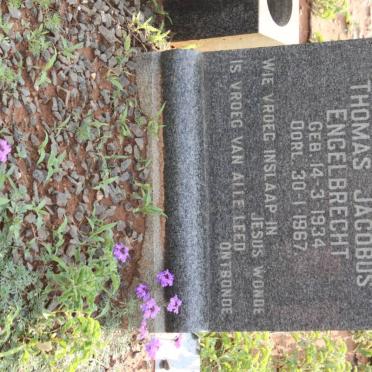 THOMAS JACOBUS
ENGELBRECHT
GEB. 14-3-1934
OORL. 30-1-1967
WIE VROEG INSLAAP IN
JESUS WONDE
IS VROEG VAN ALLE LEED
ONTBONDE